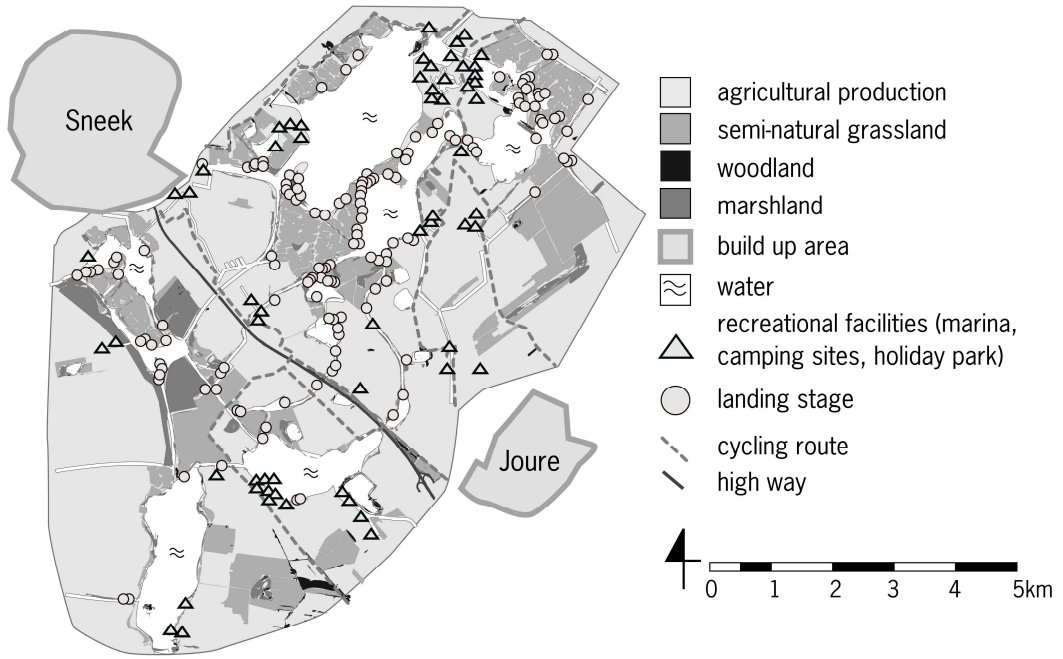 Sneek
Joure
agricultural production
semi-natural grassland
woodland
marshland
build up area
water
recreational facilities (marina,
camping sites, holiday park)
landing stage
cycling route
high way
0 1 2 3 4 5km